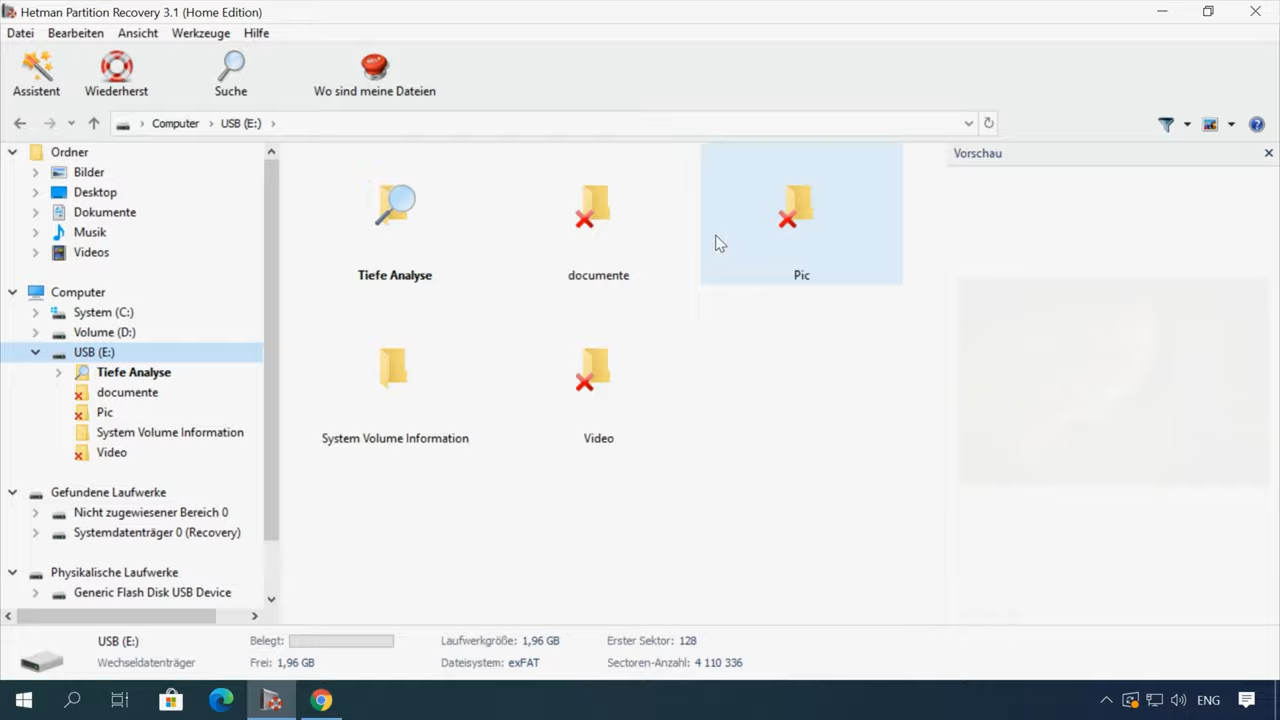 Hetman Partition Recovery 3.1 (Home Edition)
Datei Bearbeiten Ansicht Werkzeuge Hilfe
Assistent Wiederherst Suche Wo sind meine Dateien
Computer USB (E:)
Ordner
Bilder
Desktop
Dokumente
Musik
Videos
Computer
System (C:)
Volume (D:)
USB (E:)
Tiefe Analyse
documente
Pic
System Volume Information
Video
Gefundene Laufwerke
Nicht zugewiesener Bereich 0
Systemdatenträger 0 (Recovery)
Physikalische Laufwerke
Generic Flash Disk USB Device
Tiefe Analyse documente Pic
System Volume Information Video
Vorschau
USB (E:) Belegt: Laufwerkgröße: 1,96 GB Erster Sektor: 128
Wechseldatenträger Frei: 1,96 GB Dateisystem: exFAT Sectoren-Anzahl: 4 110 336
ENG